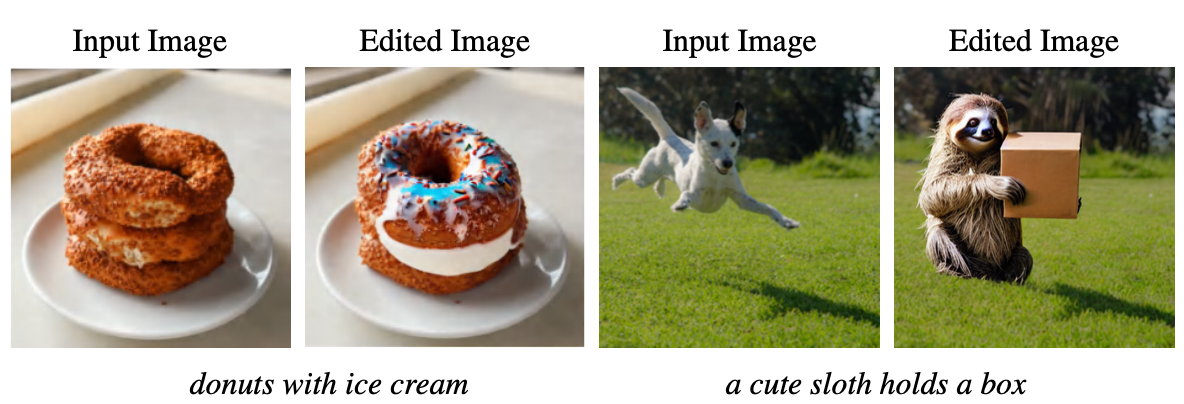 Input Image
Edited Image
Input Image
Edited Image
donuts with ice cream
a cute sloth holds a box